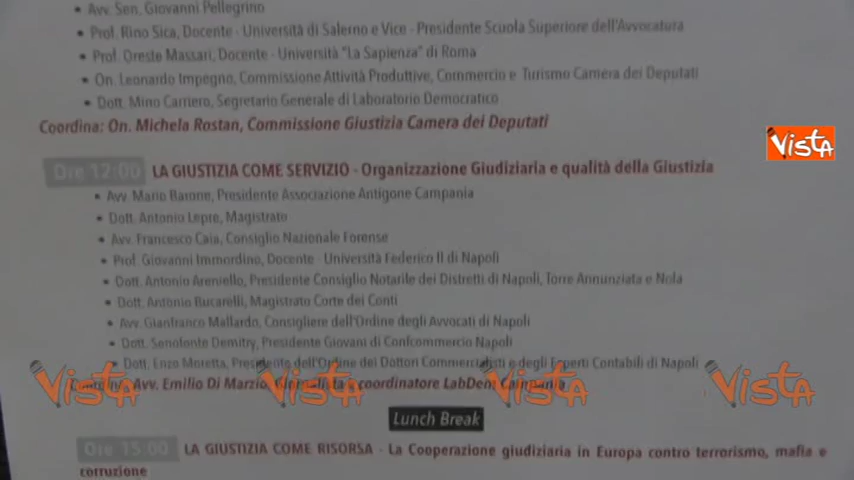 • Avv. Sen. Giovanni Pellegrino
• Prof. Rino Sica, Docente - Università di Salerno e Vice - Presidente Scuola Superiore dell'Avvocatura
• Prof. Oreste Massari, Docente - Università "La Sapienza" di Roma
• On. Leonardo Impegno, Commissione Attività Produttive, Commercio e Turismo Camera dei Deputati
• Dott. Mino Carriero, Segretario Generale di Laboratorio Democratico
Coordina: On. Michela Rostan, Commissione Giustizia Camera dei Deputati
VISTA
Ore 12:00 LA GIUSTIZIA COME SERVIZIO - Organizzazione Giudiziaria e qualità della Giustizia
• Avv. Mario Barone, Presidente Associazione Antigone Campania
• Dott. Antonio Lepre, Magistrato
• Avv. Francesco Caia, Consiglio Nazionale Forense
• Prof. Giovanni Immordino, Docente - Università Federico II di Napoli
• Dott. Antonio Areniello, Presidente Consiglio Notarile dei Distretti di Napoli, Torre Annunziata e Nola
• Dott. Antonio Bucarelli, Magistrato Corte dei Conti
• Avv. Gianfranco Mallardo, Consigliere dell'Ordine degli Avvocati di Napoli
• Dott. Senofonte Demitry, Presidente Giovani di Confcommercio Napoli
• Dott. Enzo Moretta, Presidente dell'Ordine dei Dottori Commercialisti e degli Esperti Contabili di Napoli
Avv. Emilio Di Marzio, coordinatore LabDem Campania
VISTA VISTA VISTA VISTA
Lunch Break
Ore 15:00 LA GIUSTIZIA COME RISORSA - La Cooperazione giudiziaria in Europa contro terrorismo, mafia e
corruzione